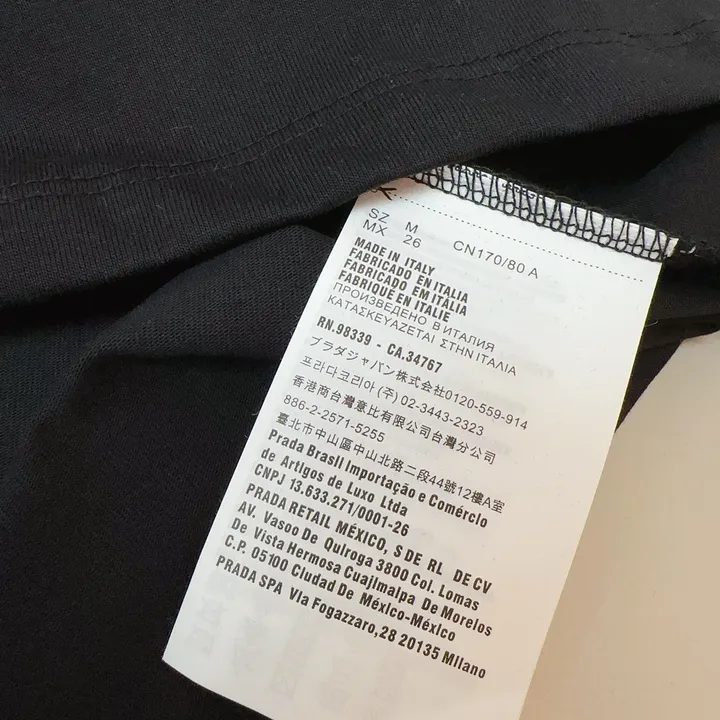 SZ M CN170/80 A
MX 26
MADE IN ITALY
FABRICADO EN ITALIA
FABRICADO EM ITALIA
FABRIQUÉ EN ITALIE
ПРОИЗВЕДЕНО В ИТАЛИЯ
ΚΑΤΑΣΚΕΥΑΖΕΤΑΙ ΣΤΗΝ ΙΤΑΛΙΑ
RN.98339 - CA.34767
プラダジャパン株式会社0120-559-914
프라다코리아 (주) 02-3443-2323
香港商台灣意比有限公司台灣分公司
886-2-2571-5255
臺北市中山區中山北路二段44號12樓A室
Prada Brasil Importação e Comércio
de Artigos de Luxo Ltda
CNPJ 13.633.271/0001-26
PRADA RETAIL MÉXICO, S DE RL DE CV
AV. Vasoo De Quiroga 3800 Col. Lomas
De Vista Hermosa Cuajimalpa De Morelos
C.P. 05100 Ciudad De México-México
PRADA SPA Via Fogazzaro,28 20135 Milano